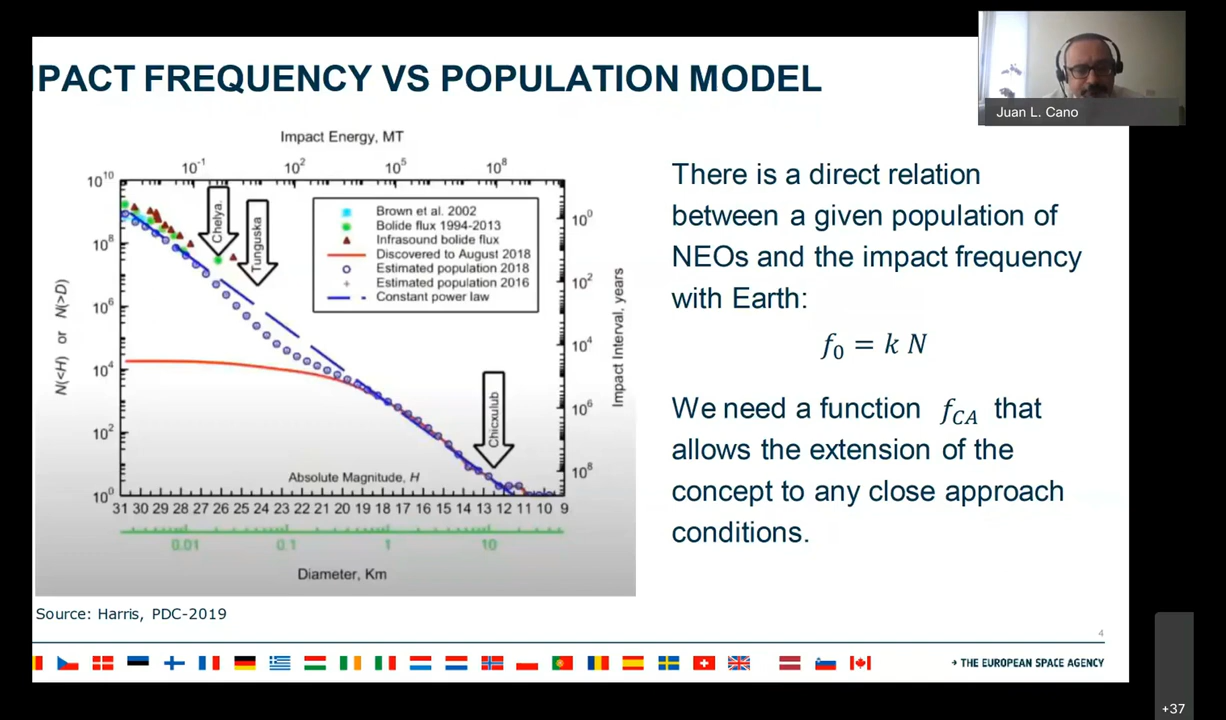 IPACT FREQUENCY VS POPULATION MODEL
Juan L. Cano
Impact Energy, MT
10^-1 10^2 10^5 10^8
10^10
10^8
10^6
10^4
10^2
10^0
N(<H) or N(>D)
Chelya.
Tunguska
Chicxulub
Brown et al. 2002
Bolide flux 1994-2013
Infrasound bolide flux
Discovered to August 2018
Estimated population 2018
Estimated population 2016
Constant power law
10^0
10^2
10^4
10^6
10^8
Impact Interval, years
Absolute Magnitude, H
31 30 29 28 27 26 25 24 23 22 21 20 19 18 17 16 15 14 13 12 11 10 9
0.01 0.1 1 10
Diameter, Km
Source: Harris, PDC-2019
There is a direct relation
between a given population of
NEOs and the impact frequency
with Earth:
f₀ = k N
We need a function f_CA that
allows the extension of the
concept to any close approach
conditions.
4
→ THE EUROPEAN SPACE AGENCY
+37